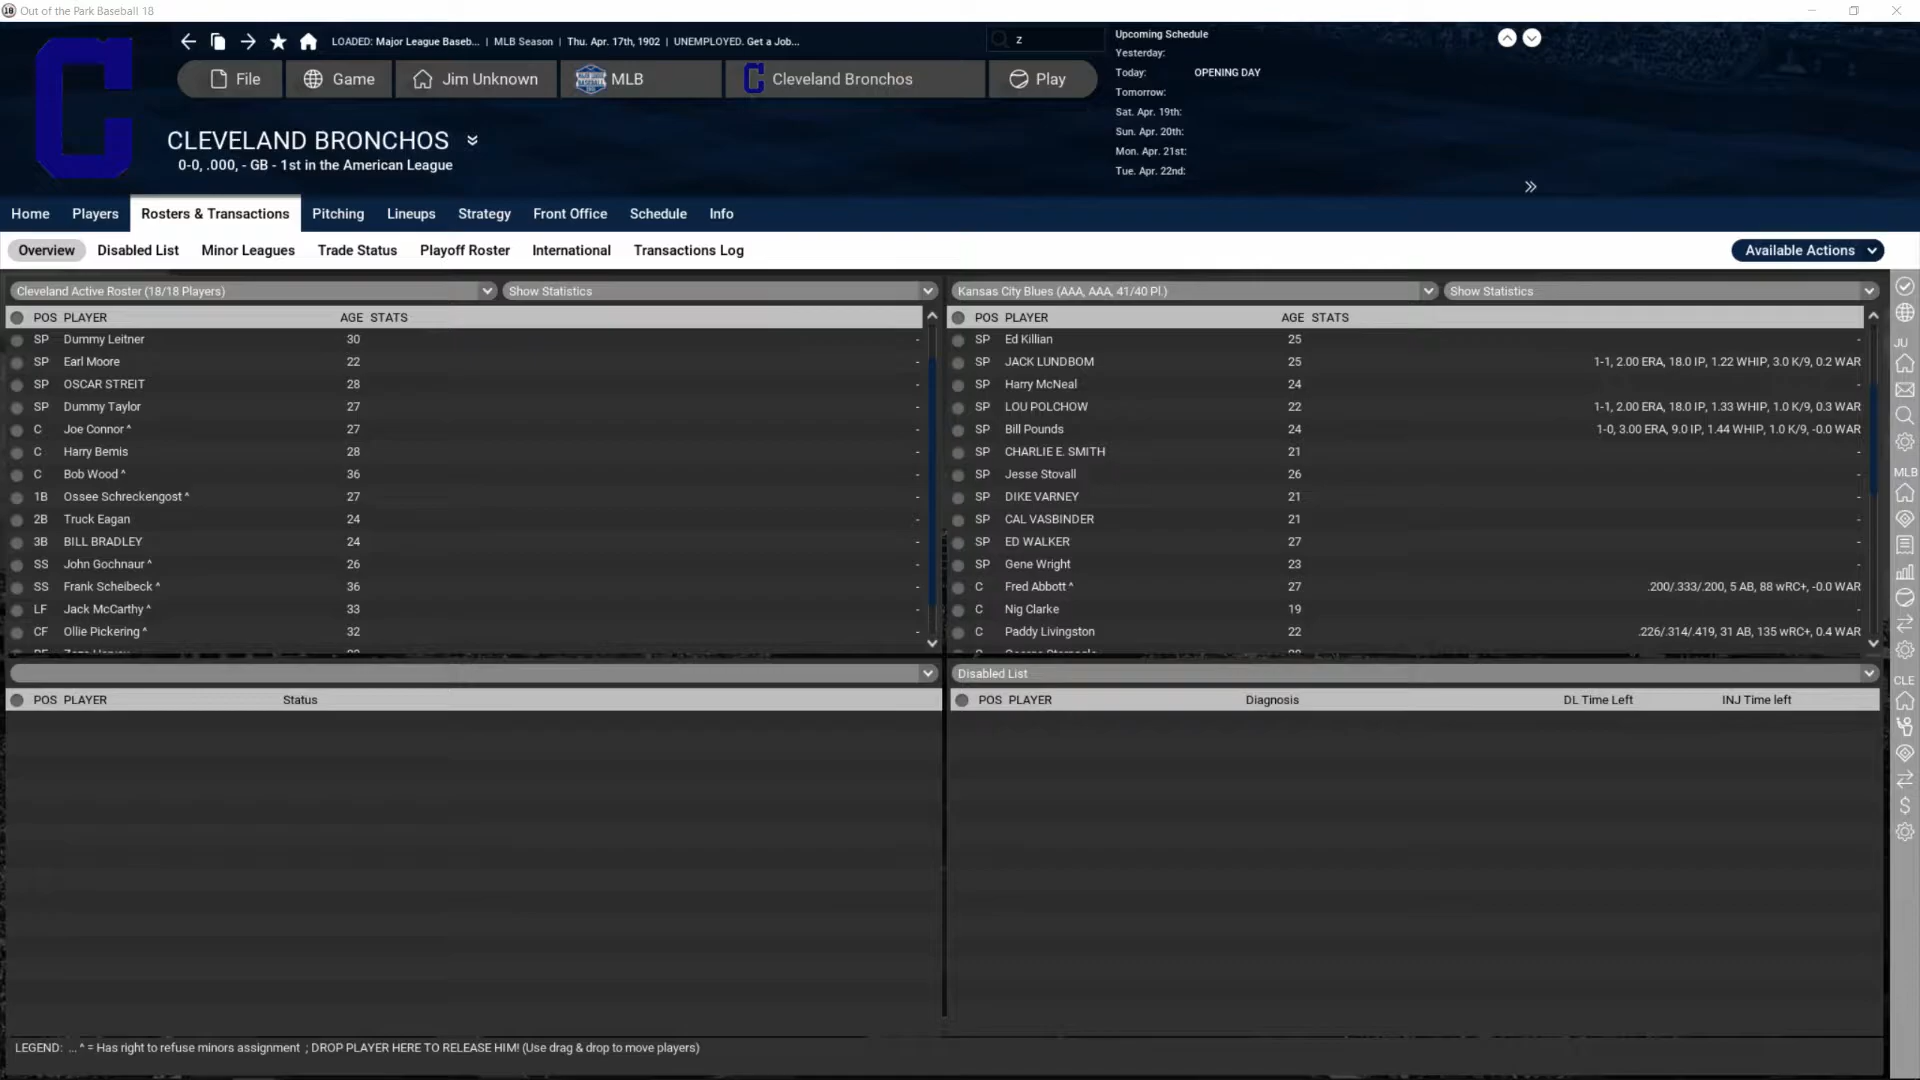 Out of the Park Baseball 18
LOADED: Major League Baseb... | MLB Season | Thu. Apr. 17th, 1902 | UNEMPLOYED. Get a Job...
z
File
Game
Jim Unknown
MLB
Cleveland Bronchos
Play
Upcoming Schedule
Yesterday:
Today: OPENING DAY
Tomorrow:
Sat. Apr. 19th:
Sun. Apr. 20th:
Mon. Apr. 21st:
Tue. Apr. 22nd:
C
CLEVELAND BRONCHOS
0-0, .000, - GB - 1st in the American League
Home Players Rosters & Transactions Pitching Lineups Strategy Front Office Schedule Info
Overview Disabled List Minor Leagues Trade Status Playoff Roster International Transactions Log
Available Actions
Cleveland Active Roster (18/18 Players)
Show Statistics
POS PLAYER AGE STATS
SP Dummy Leitner 30 -
SP Earl Moore 22 -
SP OSCAR STREIT 28 -
SP Dummy Taylor 27 -
C Joe Connor ^ 27 -
C Harry Bemis 28 -
C Bob Wood ^ 36 -
1B Ossee Schreckengost ^ 27 -
2B Truck Eagan 24 -
3B BILL BRADLEY 24 -
SS John Gochnaur ^ 26 -
SS Frank Scheibeck ^ 36 -
LF Jack McCarthy ^ 33 -
CF Ollie Pickering ^ 32 -
Kansas City Blues (AAA, AAA, 41/40 Pl.)
Show Statistics
POS PLAYER AGE STATS
SP Ed Killian 25 -
SP JACK LUNDBOM 25 1-1, 2.00 ERA, 18.0 IP, 1.22 WHIP, 3.0 K/9, 0.2 WAR
SP Harry McNeal 24 -
SP LOU POLCHOW 22 1-1, 2.00 ERA, 18.0 IP, 1.33 WHIP, 1.0 K/9, 0.3 WAR
SP Bill Pounds 24 1-0, 3.00 ERA, 9.0 IP, 1.44 WHIP, 1.0 K/9, -0.0 WAR
SP CHARLIE E. SMITH 21 -
SP Jesse Stovall 26 -
SP DIKE VARNEY 21 -
SP CAL VASBINDER 21 -
SP ED WALKER 27 -
SP Gene Wright 23 -
C Fred Abbott ^ 27 .200/.333/.200, 5 AB, 88 wRC+, -0.0 WAR
C Nig Clarke 19 -
C Paddy Livingston 22 .226/.314/.419, 31 AB, 135 wRC+, 0.4 WAR
POS PLAYER Status
Disabled List
POS PLAYER Diagnosis DL Time Left INJ Time left
JU
MLB
CLE
LEGEND: ... ^ = Has right to refuse minors assignment ; DROP PLAYER HERE TO RELEASE HIM! (Use drag & drop to move players)